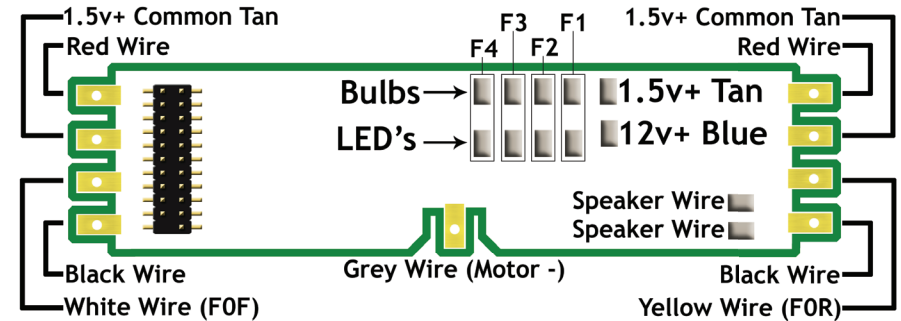 1.5v+ Common Tan
Red Wire
F4
F3
F2
F1
1.5v+ Common Tan
Red Wire
Bulbs
1.5v+ Tan
LED's
12v+ Blue
Speaker Wire
Speaker Wire
Black Wire
Grey Wire (Motor -)
Black Wire
White Wire (F0F)
Yellow Wire (F0R)